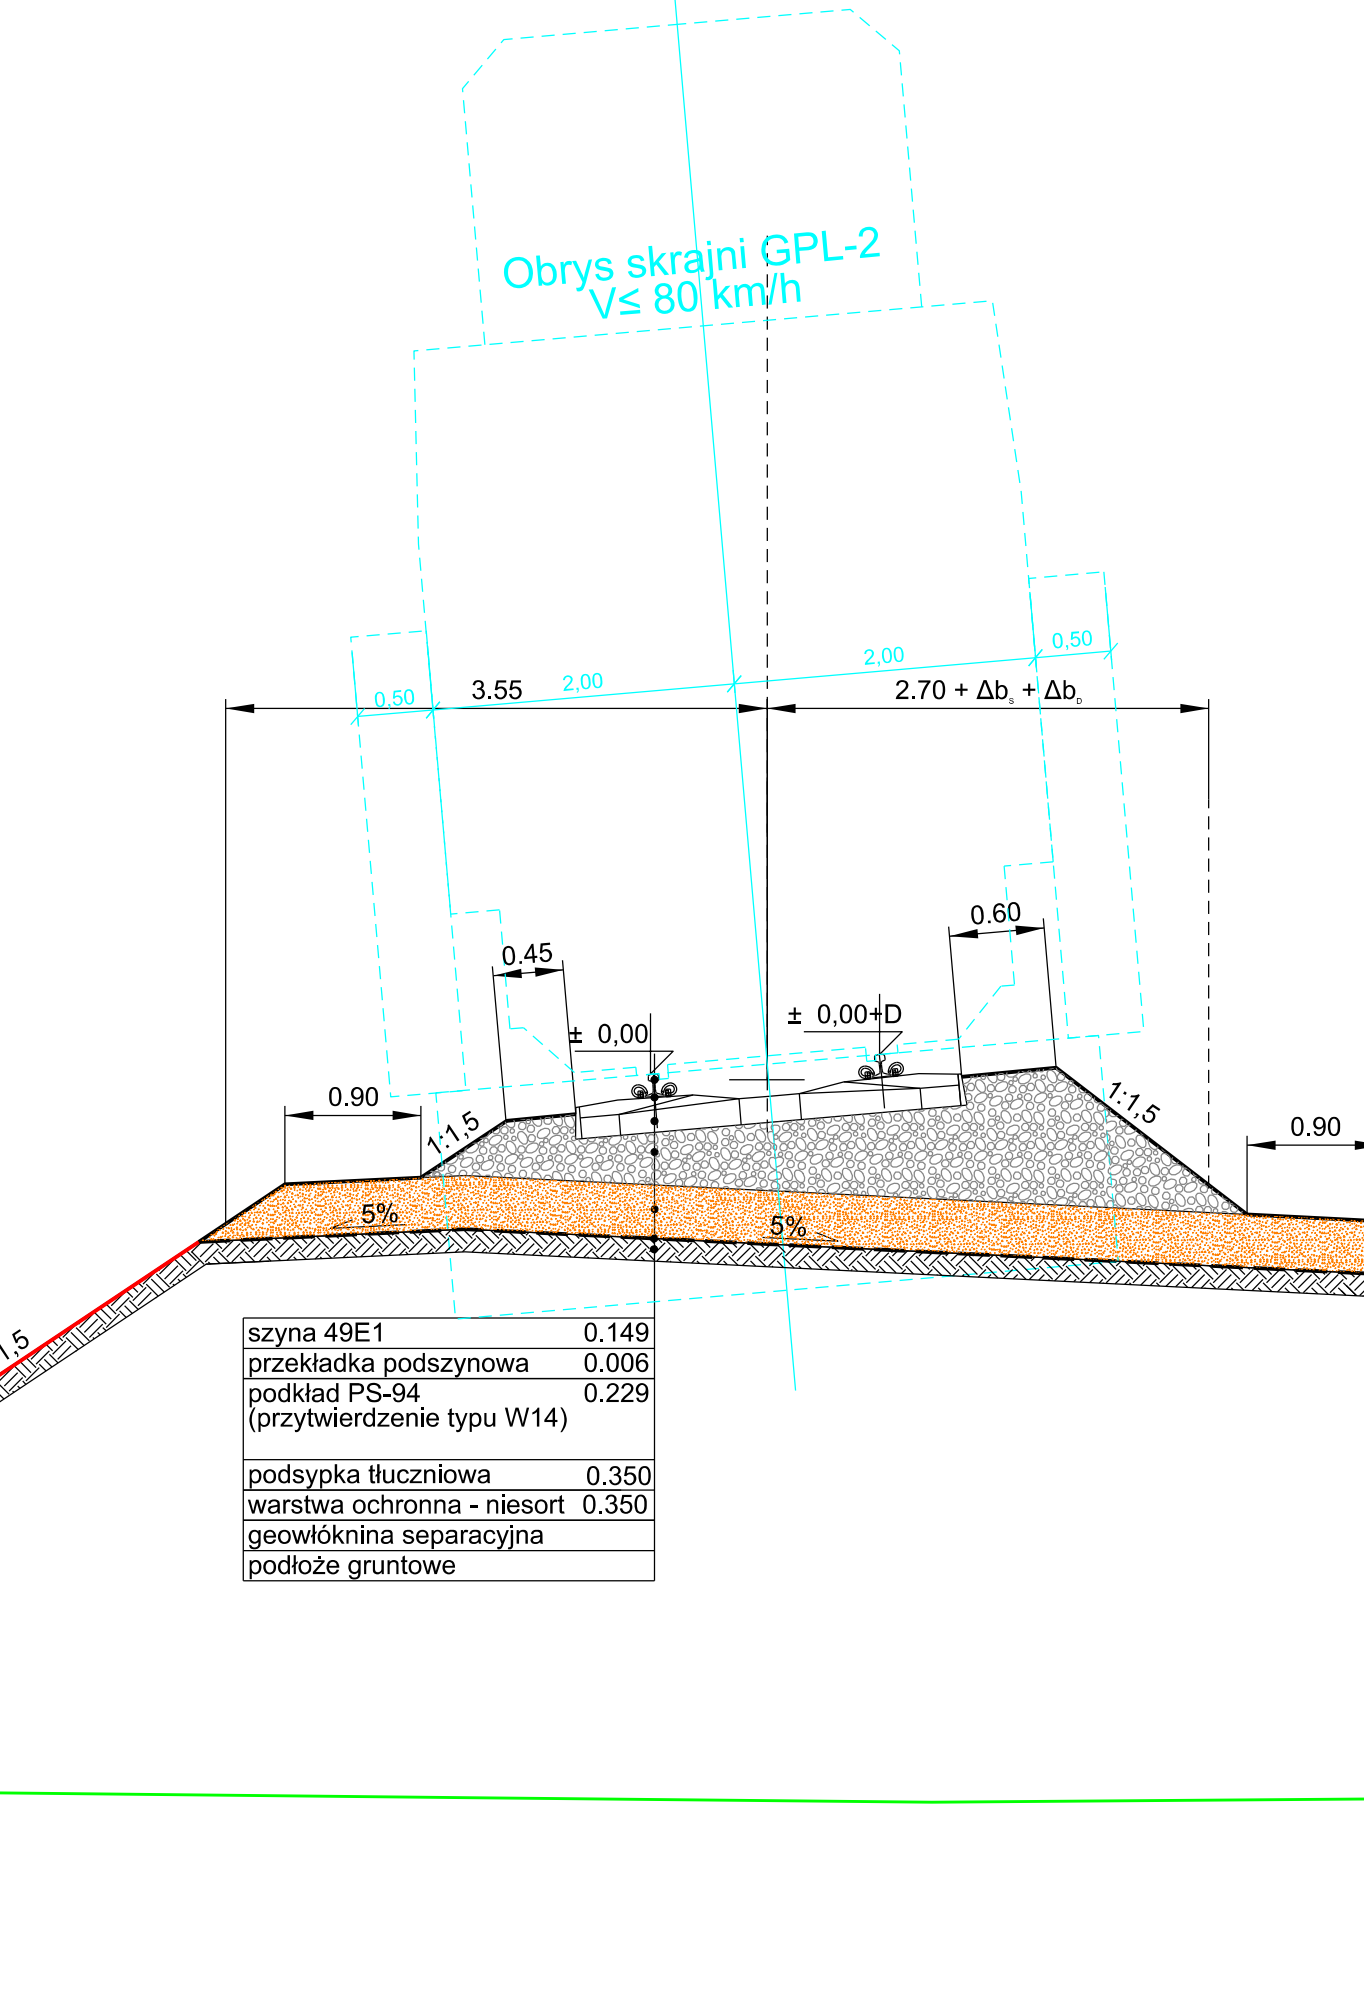 Obrys skrajni GPL-2
V≤ 80 km/h
0,50
3.55
2,00
2,00
0,50
2.70 + Δbs + ΔbD
0.45
0.60
± 0,00
± 0,00+D
0.90
1:1,5
1:1,5
0.90
5%
5%
1,5
szyna 49E1 0.149
przekładka podszynowa 0.006
podkład PS-94 0.229
(przytwierdzenie typu W14)
podsypka tłuczniowa 0.350
warstwa ochronna - niesort 0.350
geowłóknina separacyjna
podłoże gruntowe